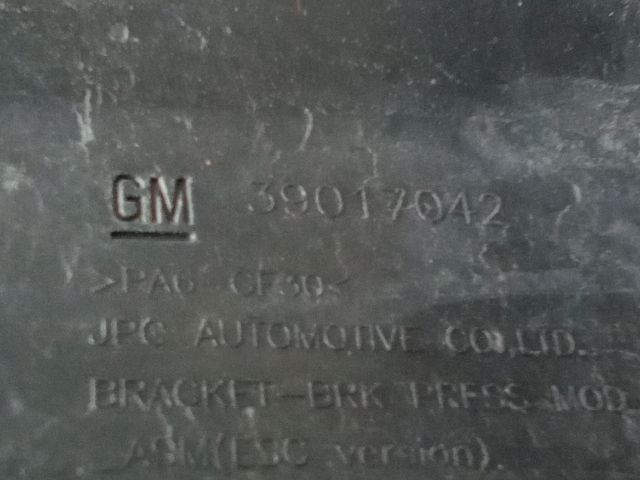 GM 39017042
>PA6-GF30<
JPC AUTOMOTIVE CO.,LTD.
BRACKET-BRK PRESS MOD
ASM(ESC version).